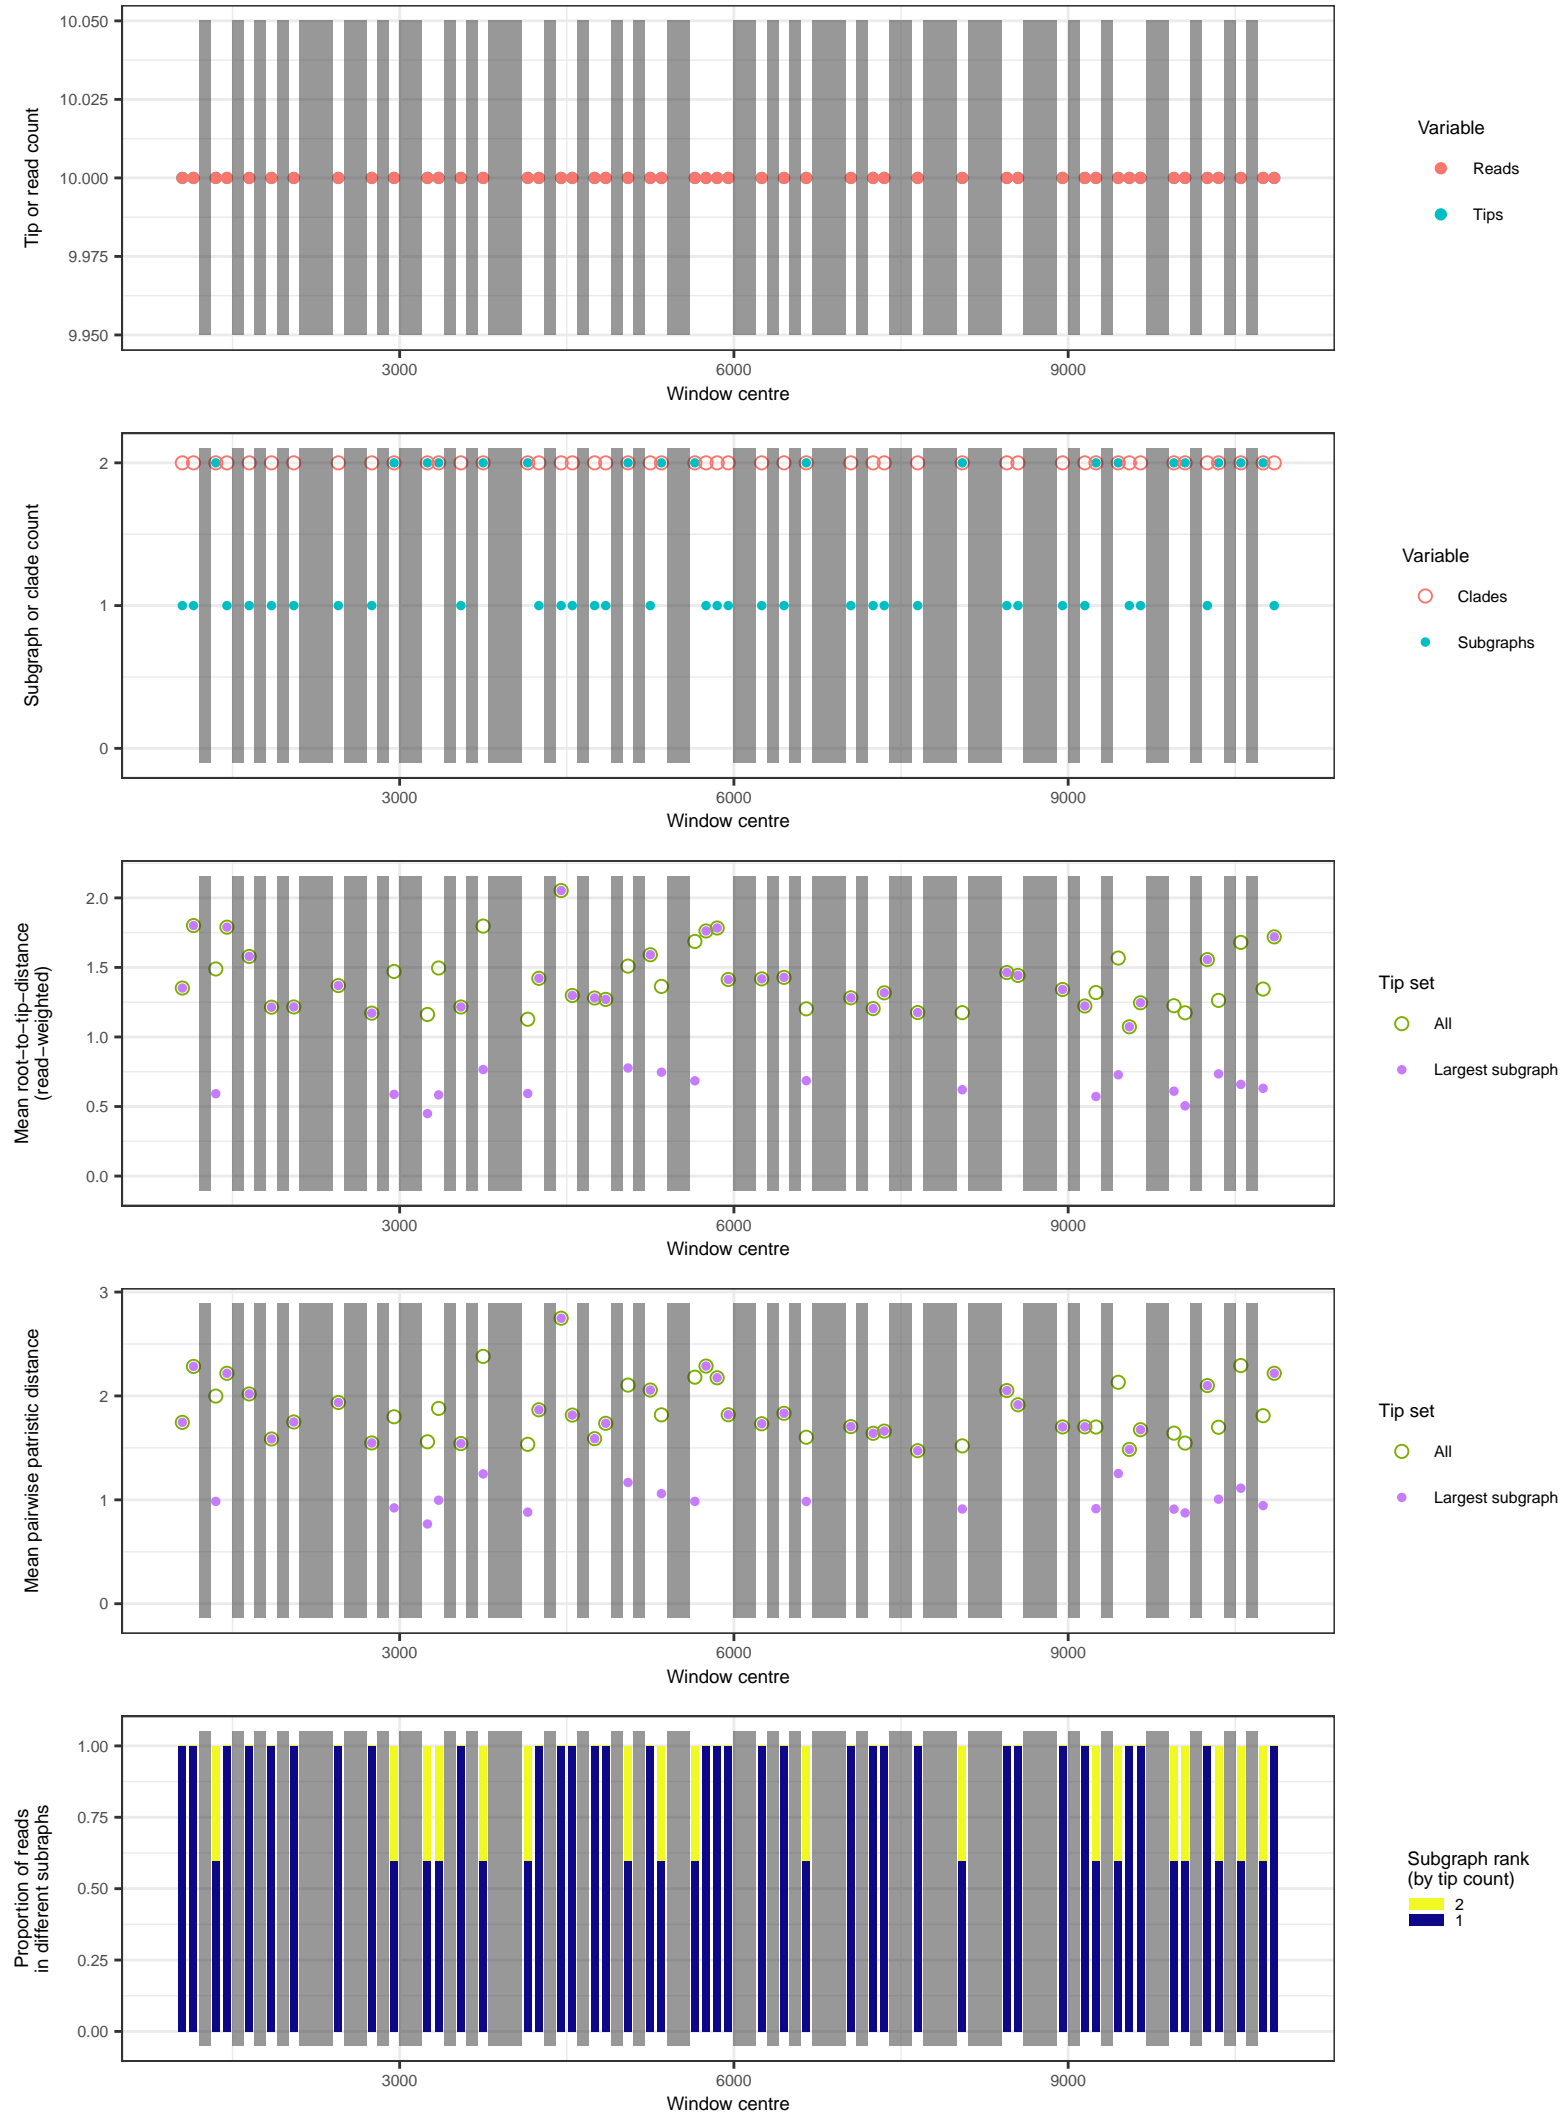 10.050
10.025
10.000
9.975
9.950
Tip or read count
3000
6000
9000
Window centre
Variable
Reads
Tips
2
1
0
Subgraph or clade count
3000
6000
9000
Window centre
Variable
Clades
Subgraphs
2.0
1.5
1.0
0.5
0.0
Mean root−to−tip−distance
(read−weighted)
3000
6000
9000
Window centre
Tip set
All
Largest subgraph
3
2
1
0
Mean pairwise patristic distance
3000
6000
9000
Window centre
Tip set
All
Largest subgraph
1.00
0.75
0.50
0.25
0.00
Proportion of reads
in different subraphs
3000
6000
9000
Window centre
Subgraph rank
(by tip count)
2
1